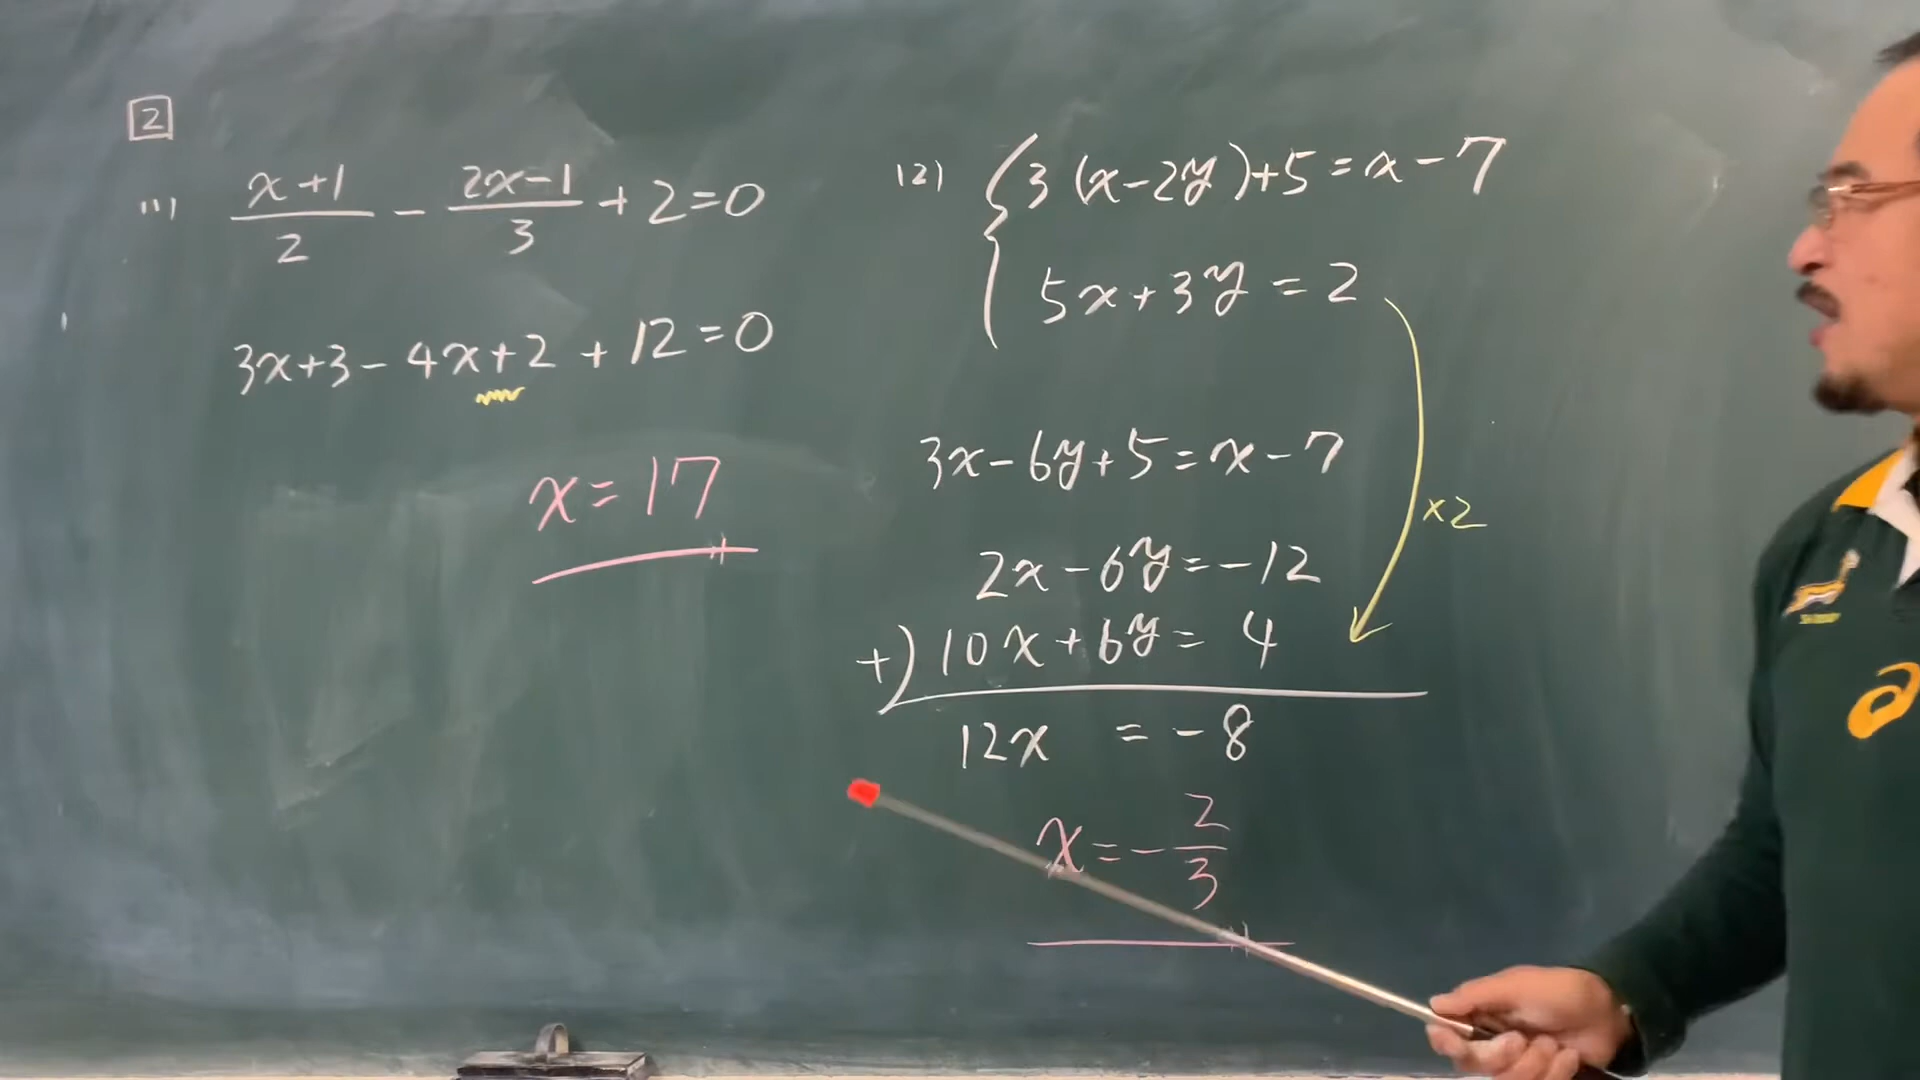 2
(1) (x+1)/2 - (2x-1)/3 + 2 = 0
3x+3-4x+2+12=0
x=17
(2) { 3(x-2y)+5=x-7
5x+3y=2
3x-6y+5=x-7
×2
2x-6y=-12
+) 10x+6y=4
12x =-8
x=-2/3